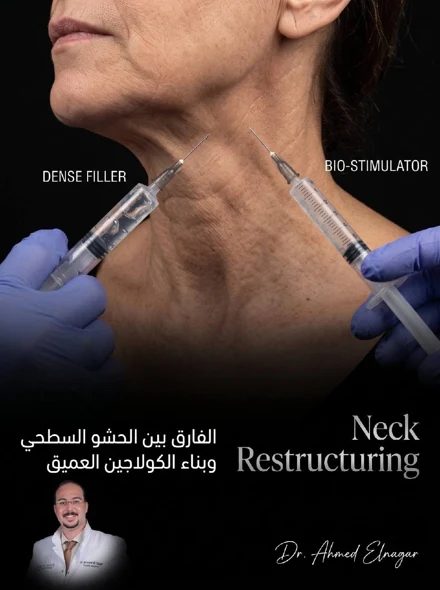 DENSE FILLER
BIO-STIMULATOR
الفارق بين الحشو السطحي
وبناء الكولاجين العميق
Neck
Restructuring
Dr. Ahmed Elnagar